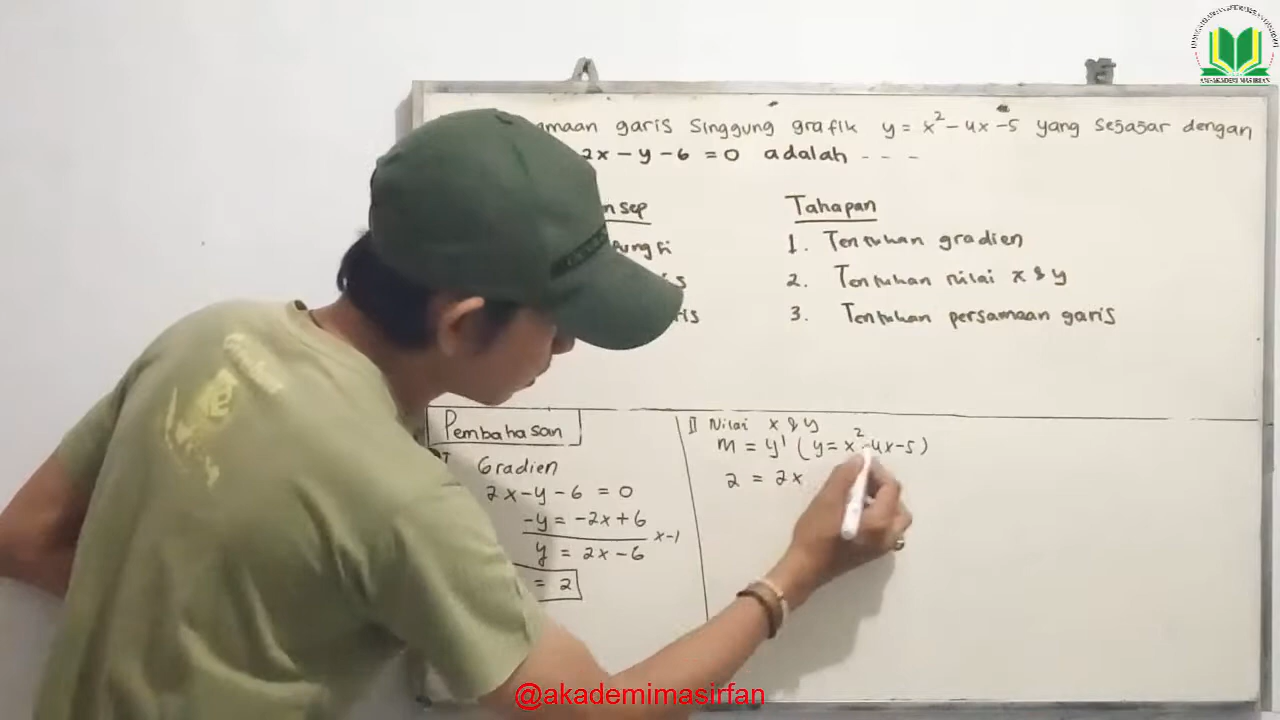 garis Singgung grafik y = x² - 4x - 5 yang Sejajar dengan
2x - y - 6 = 0 adalah - - -
Tahapan
1. Tentukan gradien
2. Tentukan nilai x & y
3. Tentukan persamaan garis
Pembahasan
I Gradien
2x - y - 6 = 0
-y = -2x + 6
x-1
y = 2x - 6
= 2
II Nilai x & y
m = y' (y = x² - 4x - 5)
2 = 2x
@akademimasirfan